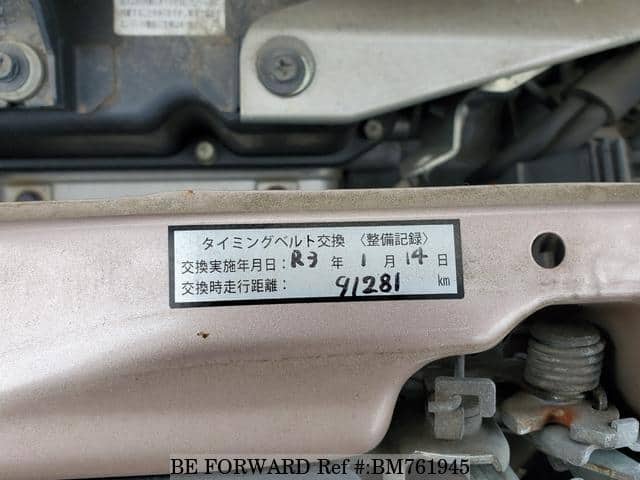 タイミングベルト交換 〈整備記録〉
交換実施年月日:R3 年 1 月 14 日
交換時走行距離: 91281 km
BE FORWARD Ref #:BM761945